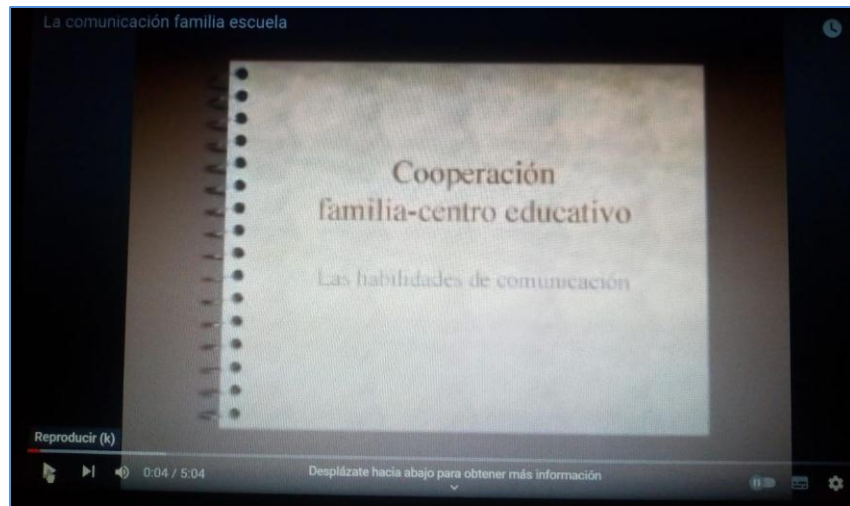 La comunicación familia escuela
Cooperación
familia-centro educativo
Las habilidades de comunicación
Reproducir (k)
0:04 / 5:04
Desplázate hacia abajo para obtener más información